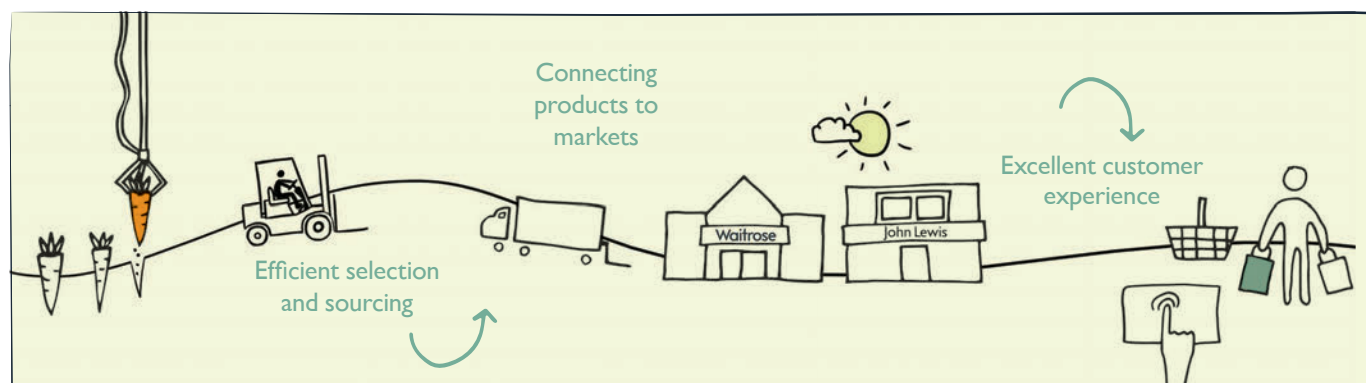 Connecting
products to
markets
Excellent customer
experience
Waitrose
John Lewis
Efficient selection
and sourcing